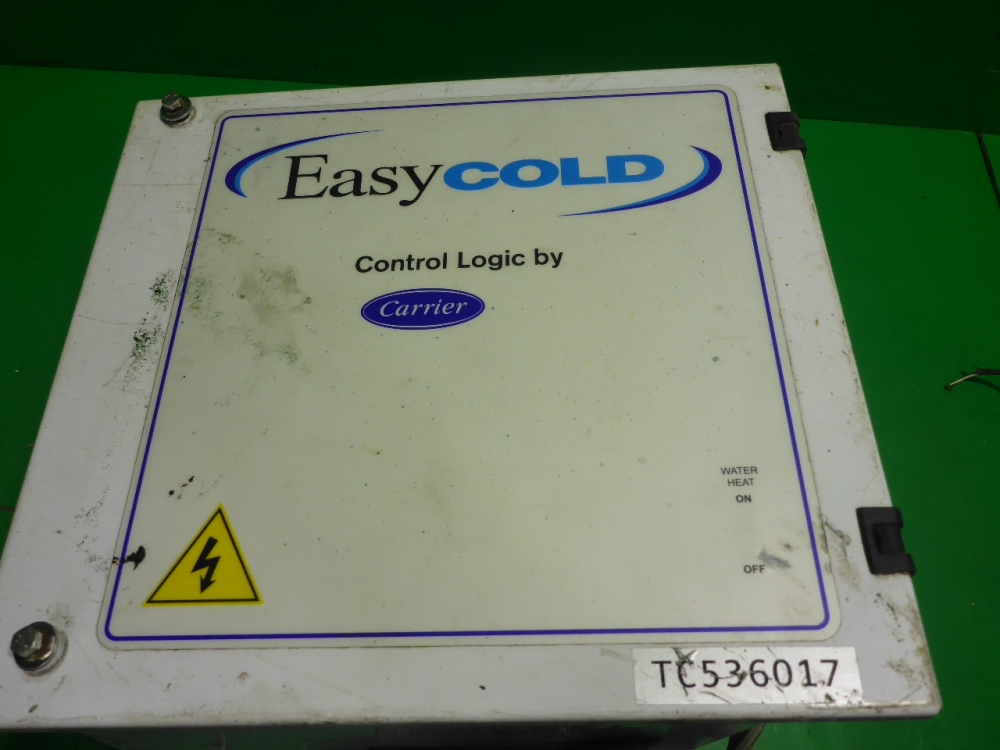 EasyCOLD
Control Logic by
Carrier
WATER
HEAT
ON
OFF
TC536017